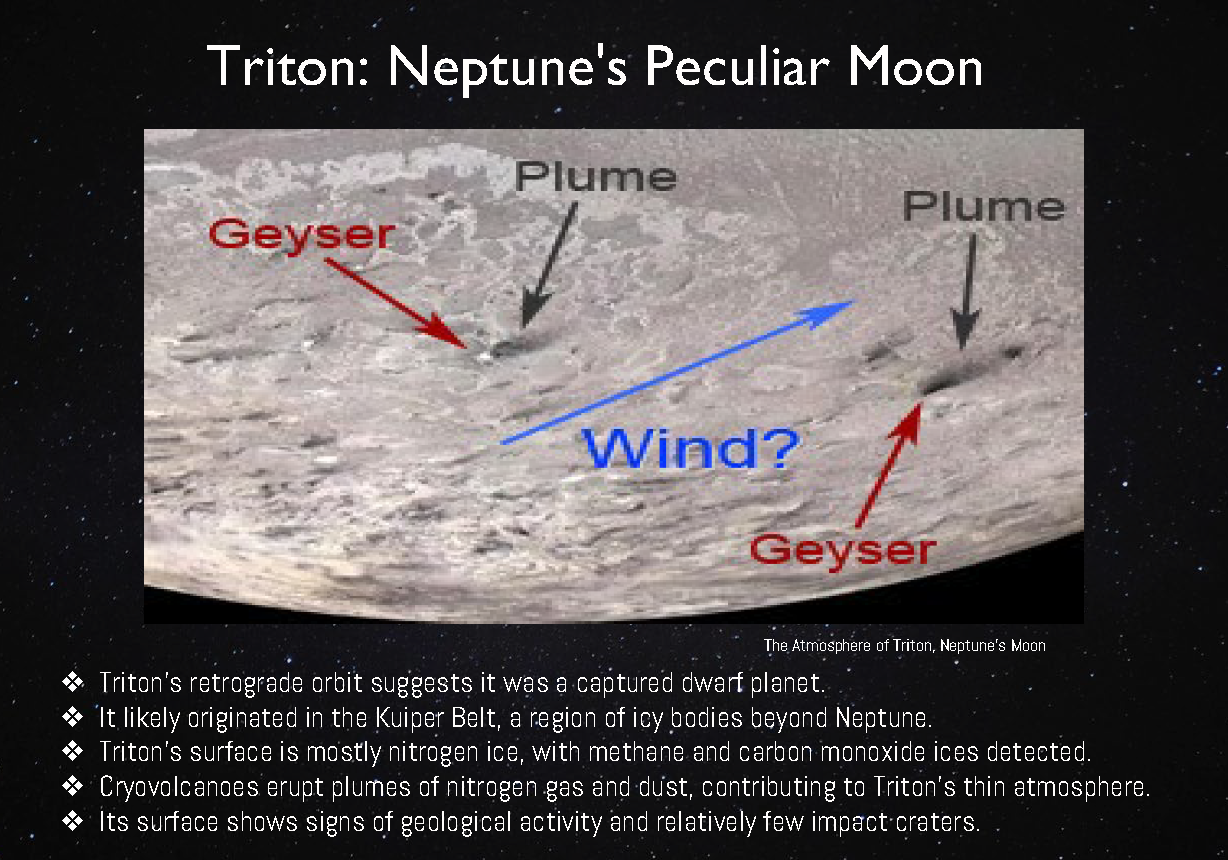 Triton: Neptune's Peculiar Moon
Plume
Plume
Geyser
Wind?
Geyser
The Atmosphere of Triton, Neptune's Moon
❖ Triton's retrograde orbit suggests it was a captured dwarf planet.
❖ It likely originated in the Kuiper Belt, a region of icy bodies beyond Neptune.
❖ Triton's surface is mostly nitrogen ice, with methane and carbon monoxide ices detected.
❖ Cryovolcanoes erupt plumes of nitrogen gas and dust, contributing to Triton's thin atmosphere.
❖ Its surface shows signs of geological activity and relatively few impact craters.